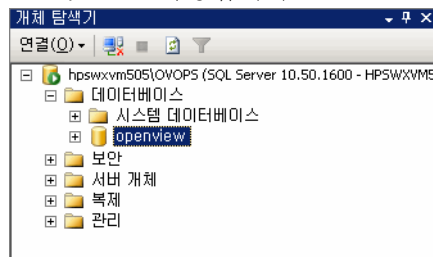 개체 탐색기
연결(O)
hpswxvm505\OVOPS (SQL Server 10.50.1600 - HPSWXVM5
데이터베이스
시스템 데이터베이스
openview
보안
서버 개체
복제
관리